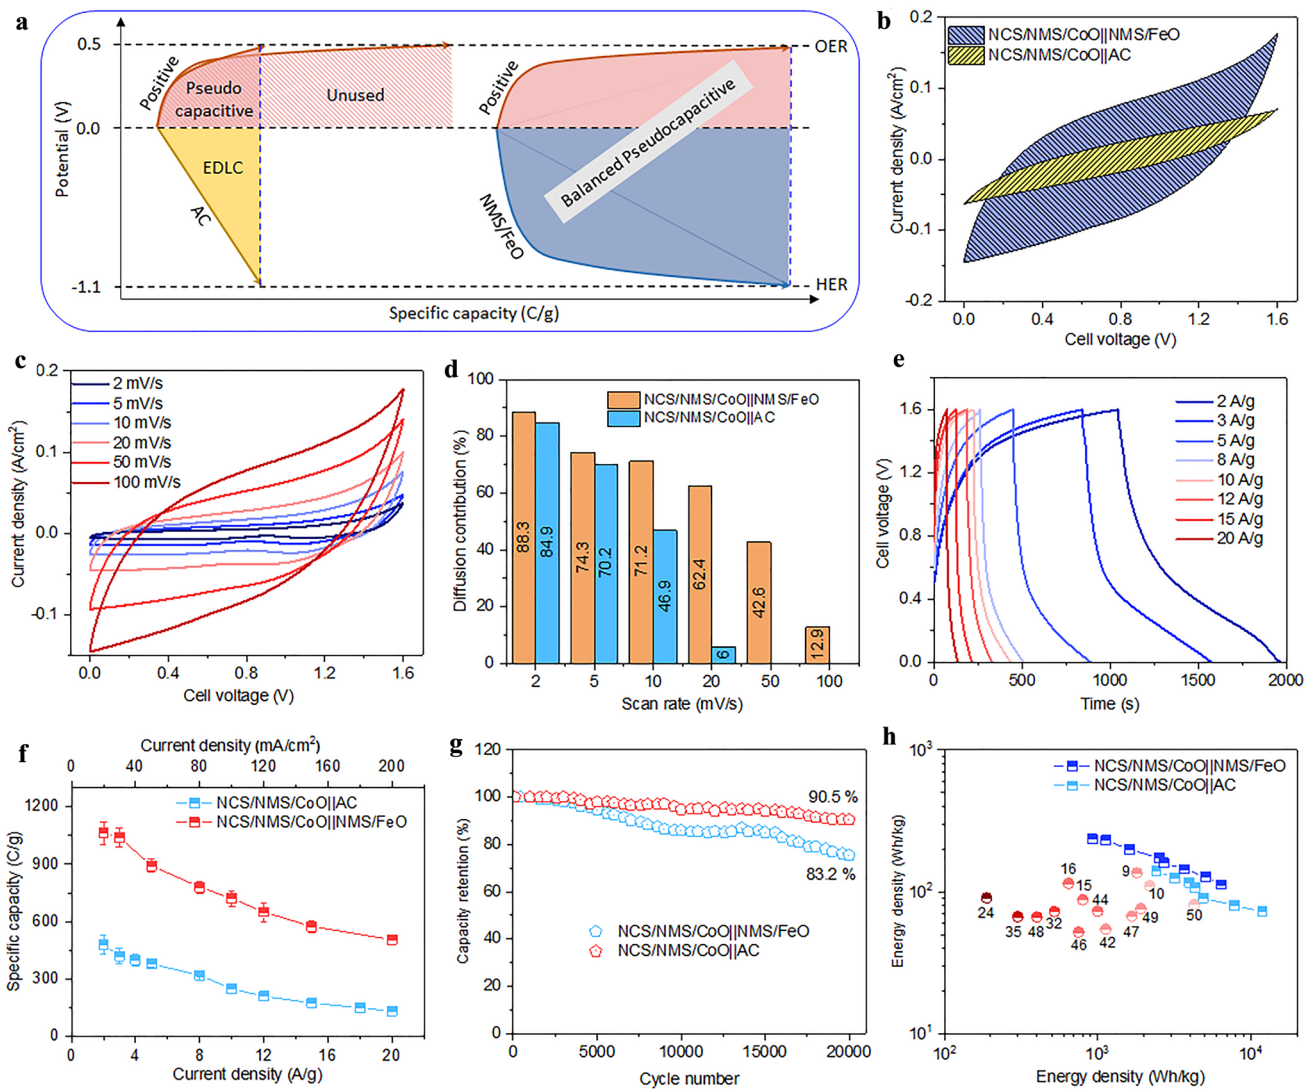 a
0.5
0.0
-1.1
Potential (V)
Positive
Pseudo
capacitive
Unused
EDLC
AC
Positive
NMS/FeO
Balanced Pseudocapacitive
OER
HER
Specific capacity (C/g)
b
NCS/NMS/CoO||NMS/FeO
NCS/NMS/CoO||AC
0.2
0.1
0.0
-0.1
-0.2
Current density (A/cm²)
0.0 0.4 0.8 1.2 1.6
Cell voltage (V)
c
2 mV/s
5 mV/s
10 mV/s
20 mV/s
50 mV/s
100 mV/s
0.2
0.1
0.0
-0.1
Current density (A/cm²)
0.0 0.4 0.8 1.2 1.6
Cell voltage (V)
d
NCS/NMS/CoO||NMS/FeO
NCS/NMS/CoO||AC
100
80
60
40
20
0
Diffusion contribution (%)
88.3
84.9
74.3
70.2
71.2
46.9
62.4
6
42.6
12.9
2 5 10 20 50 100
Scan rate (mV/s)
e
2 A/g
3 A/g
5 A/g
8 A/g
10 A/g
12 A/g
15 A/g
20 A/g
1.6
1.2
0.8
0.4
0.0
Cell voltage (V)
0 500 1000 1500 2000
Time (s)
f
Current density (mA/cm²)
0 40 80 120 160 200
NCS/NMS/CoO||AC
NCS/NMS/CoO||NMS/FeO
1200
900
600
300
0
Specific capacity (C/g)
0 4 8 12 16 20
Current density (A/g)
g
120
100
80
60
40
20
0
Capacity retention (%)
90.5 %
83.2 %
NCS/NMS/CoO||NMS/FeO
NCS/NMS/CoO||AC
0 5000 10000 15000 20000
Cycle number
h
NCS/NMS/CoO||NMS/FeO
NCS/NMS/CoO||AC
10³
10²
10¹
Energy density (Wh/kg)
16
15
9
10
24
35
48
32
44
46
42
47
49
50
10² 10³ 10⁴
Energy density (Wh/kg)